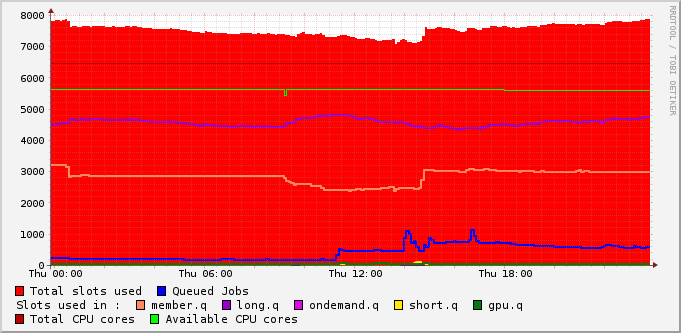 8000
7000
6000
5000
4000
3000
2000
1000
0
Thu 00:00 Thu 06:00 Thu 12:00 Thu 18:00
RRDTOOL / TOBI OETIKER
Total slots used Queued Jobs
Slots used in : member.q long.q ondemand.q short.q gpu.q
Total CPU cores Available CPU cores